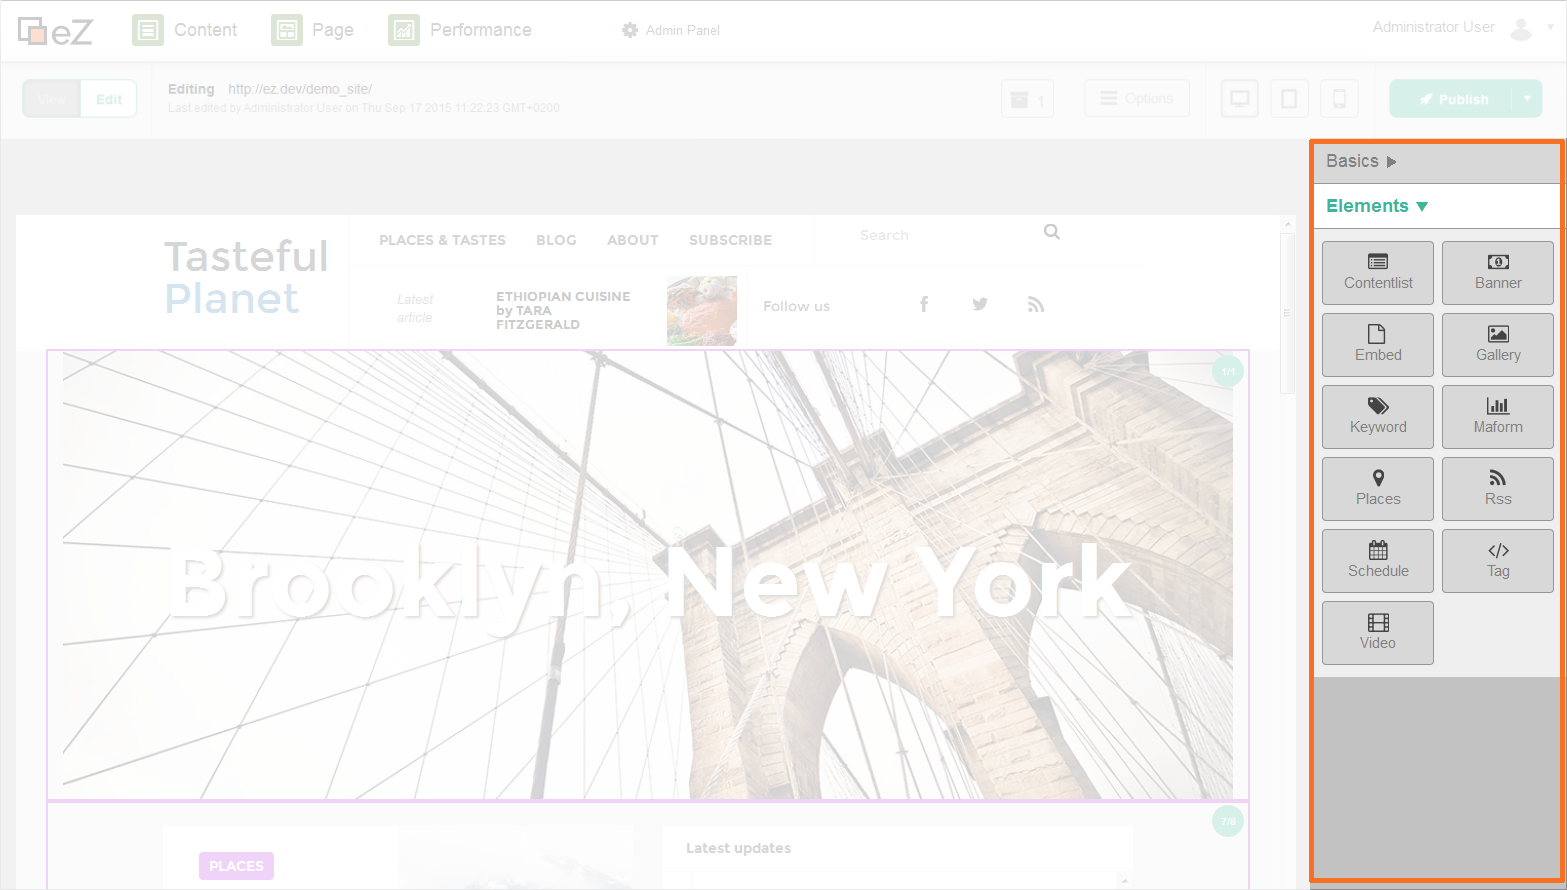 eZ
Content
Page
Performance
Admin Panel
Administrator User
View
Edit
Editing http://ez.dev/demo_site/
Last edited by Administrator User on Thu Sep 17 2015 11:22:23 GMT+0200
1
Options
Publish
Basics
Elements
Contentlist
Banner
Embed
Gallery
Keyword
Maform
Places
Rss
Schedule
Tag
Video
Tasteful
Planet
PLACES & TASTES
BLOG
ABOUT
SUBSCRIBE
Search
Latest
article
ETHIOPIAN CUISINE
by TARA
FITZGERALD
Follow us
1/1
Brooklyn, New York
7/8
PLACES
Latest updates